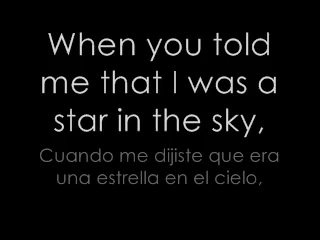 When you told
me that I was a
star in the sky,
Cuando me dijiste que era
una estrella en el cielo,